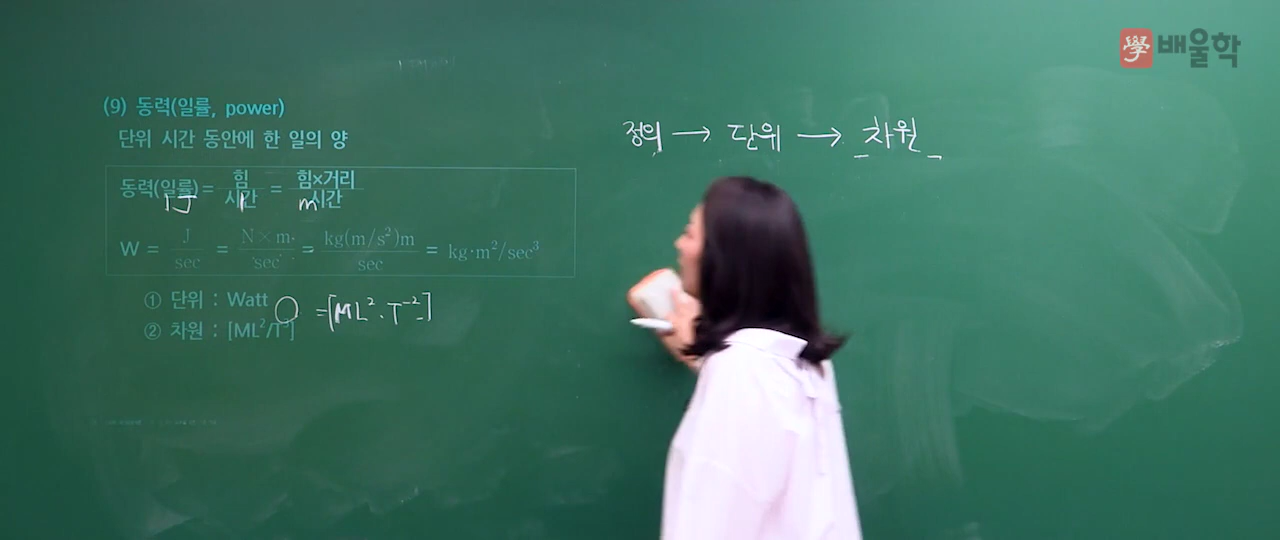 學 배울학
(9) 동력(일률, power)
단위 시간 동안에 한 일의 양
정의 → 단위 → 차원
동력(일률) = 힘/시간 = 힘×거리/시간
1J 1 m
W = J/sec = N×m/sec = kg(m/s²)m/sec = kg·m²/sec³
① 단위 : Watt
=[ML²·T⁻²]
② 차원 : [ML²/T